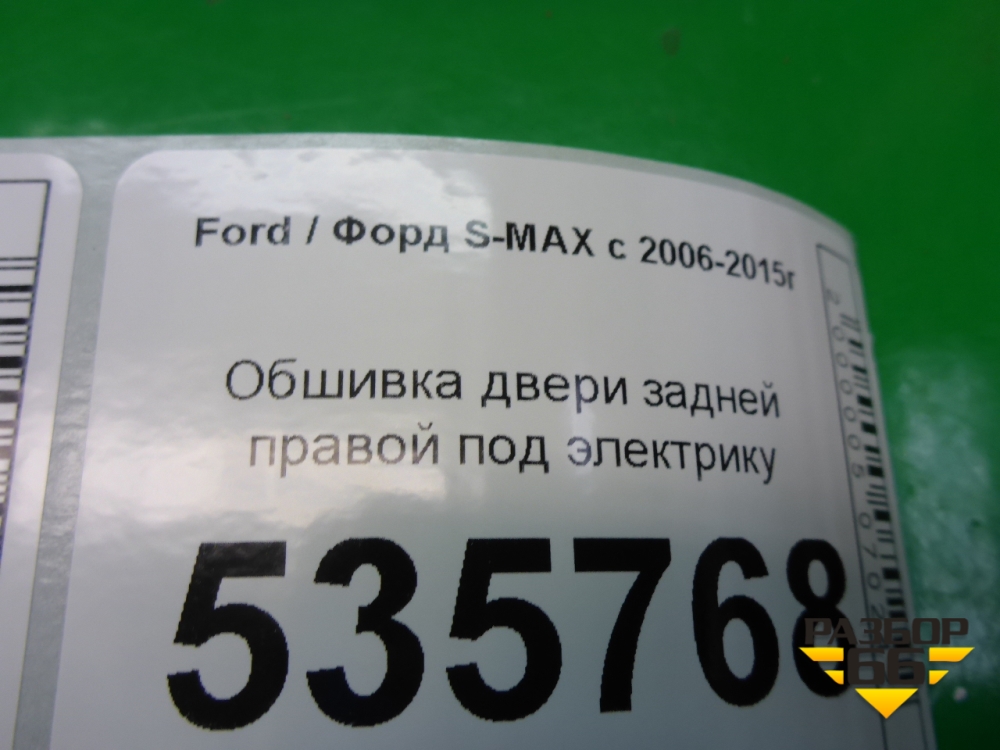 Ford / Форд S-MAX с 2006-2015г
Обшивка двери задней
правой под электрику
535768
РАЗБОР
66